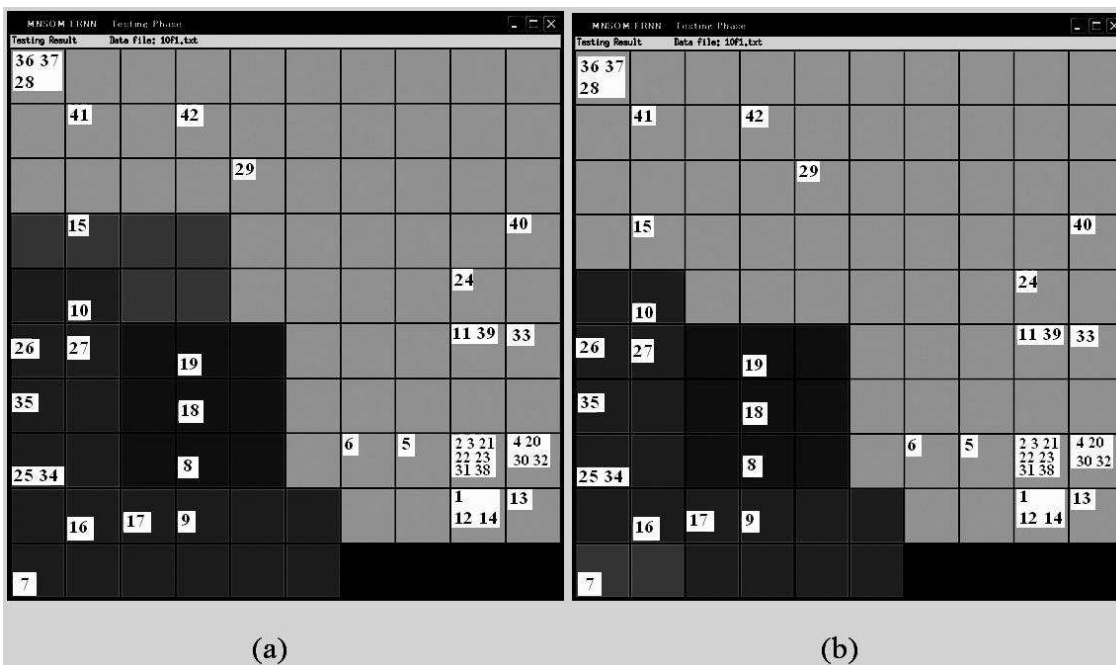 MNSOM FRNN Testing Phase
Testing Result Data file: 10f1.txt
36 37
28
41 42
29
15 40
24
10
11 39 33
26 27
19
35
18
6 5 2 3 21 4 20
22 23 30 32
8 31 38
25 34
1 13
16 17 9 12 14
7
(a)
MNSOM FRNN Testing Phase
Testing Result Data file: 10f1.txt
36 37
28
41 42
29
15 40
24
10
11 39 33
26 27
19
35
18
6 5 2 3 21 4 20
22 23 30 32
8 31 38
25 34
1 13
16 17 9 12 14
7
(b)